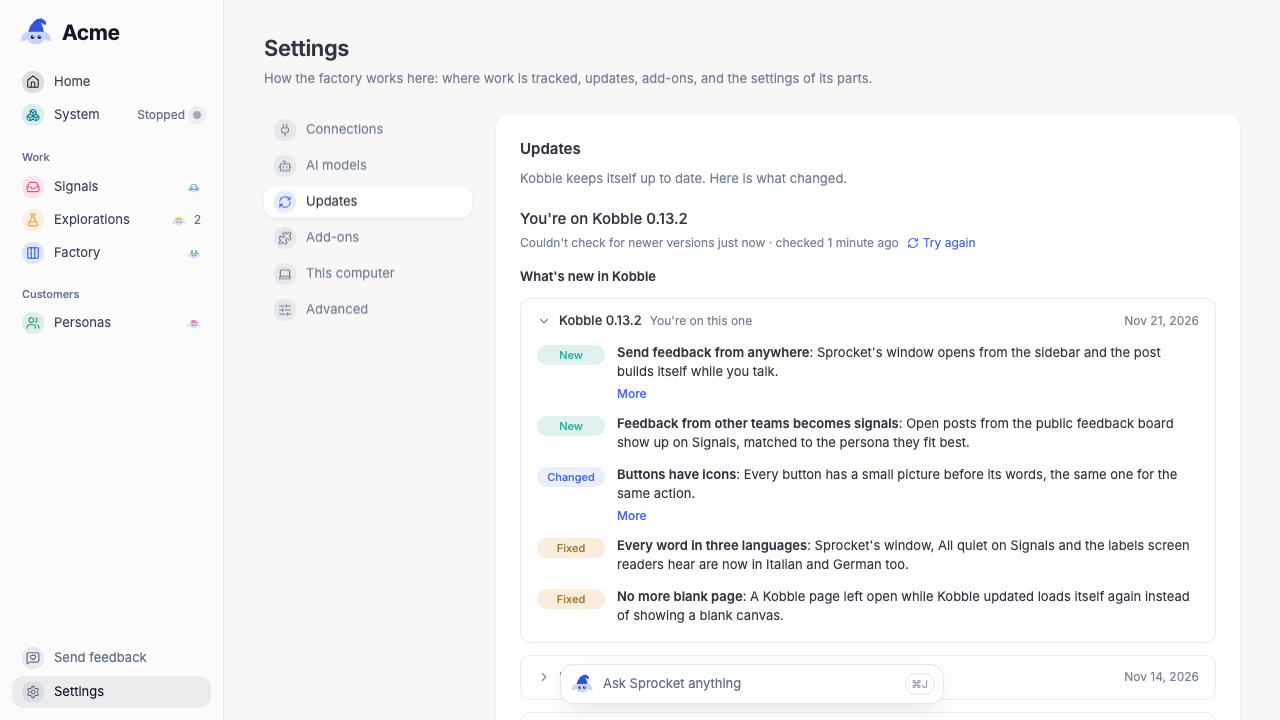 Acme
Home
System
Stopped
Work
Signals
Explorations
2
Factory
Customers
Personas
Send feedback
Settings
Settings
How the factory works here: where work is tracked, updates, add-ons, and the settings of its parts.
Connections
AI models
Updates
Add-ons
This computer
Advanced
Updates
Kobble keeps itself up to date. Here is what changed.
You're on Kobble 0.13.2
Couldn't check for newer versions just now · checked 1 minute ago
Try again
What's new in Kobble
Kobble 0.13.2 You're on this one
Nov 21, 2026
New
Send feedback from anywhere: Sprocket's window opens from the sidebar and the post
builds itself while you talk.
More
New
Feedback from other teams becomes signals: Open posts from the public feedback board
show up on Signals, matched to the persona they fit best.
Changed
Buttons have icons: Every button has a small picture before its words, the same one for the
same action.
More
Fixed
Every word in three languages: Sprocket's window, All quiet on Signals and the labels screen
readers hear are now in Italian and German too.
Fixed
No more blank page: A Kobble page left open while Kobble updated loads itself again instead
of showing a blank canvas.
Nov 14, 2026
Ask Sprocket anything
⌘J